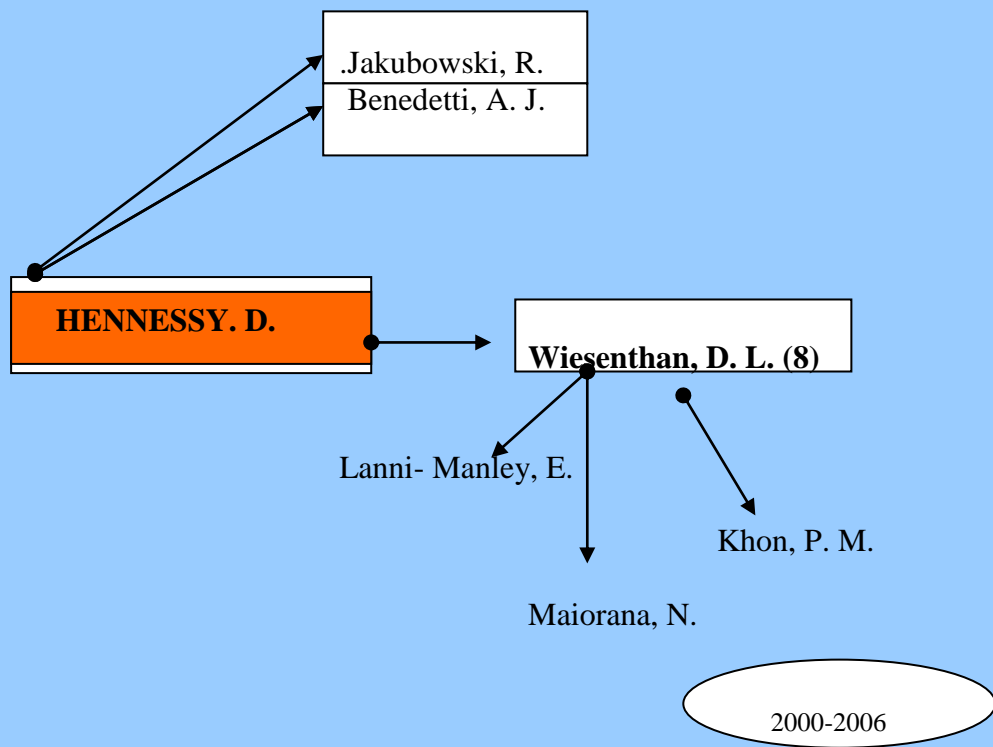 .Jakubowski, R.
Benedetti, A. J.
HENNESSY. D.
Wiesenthan, D. L. (8)
Lanni- Manley, E.
Khon, P. M.
Maiorana, N.
2000-2006